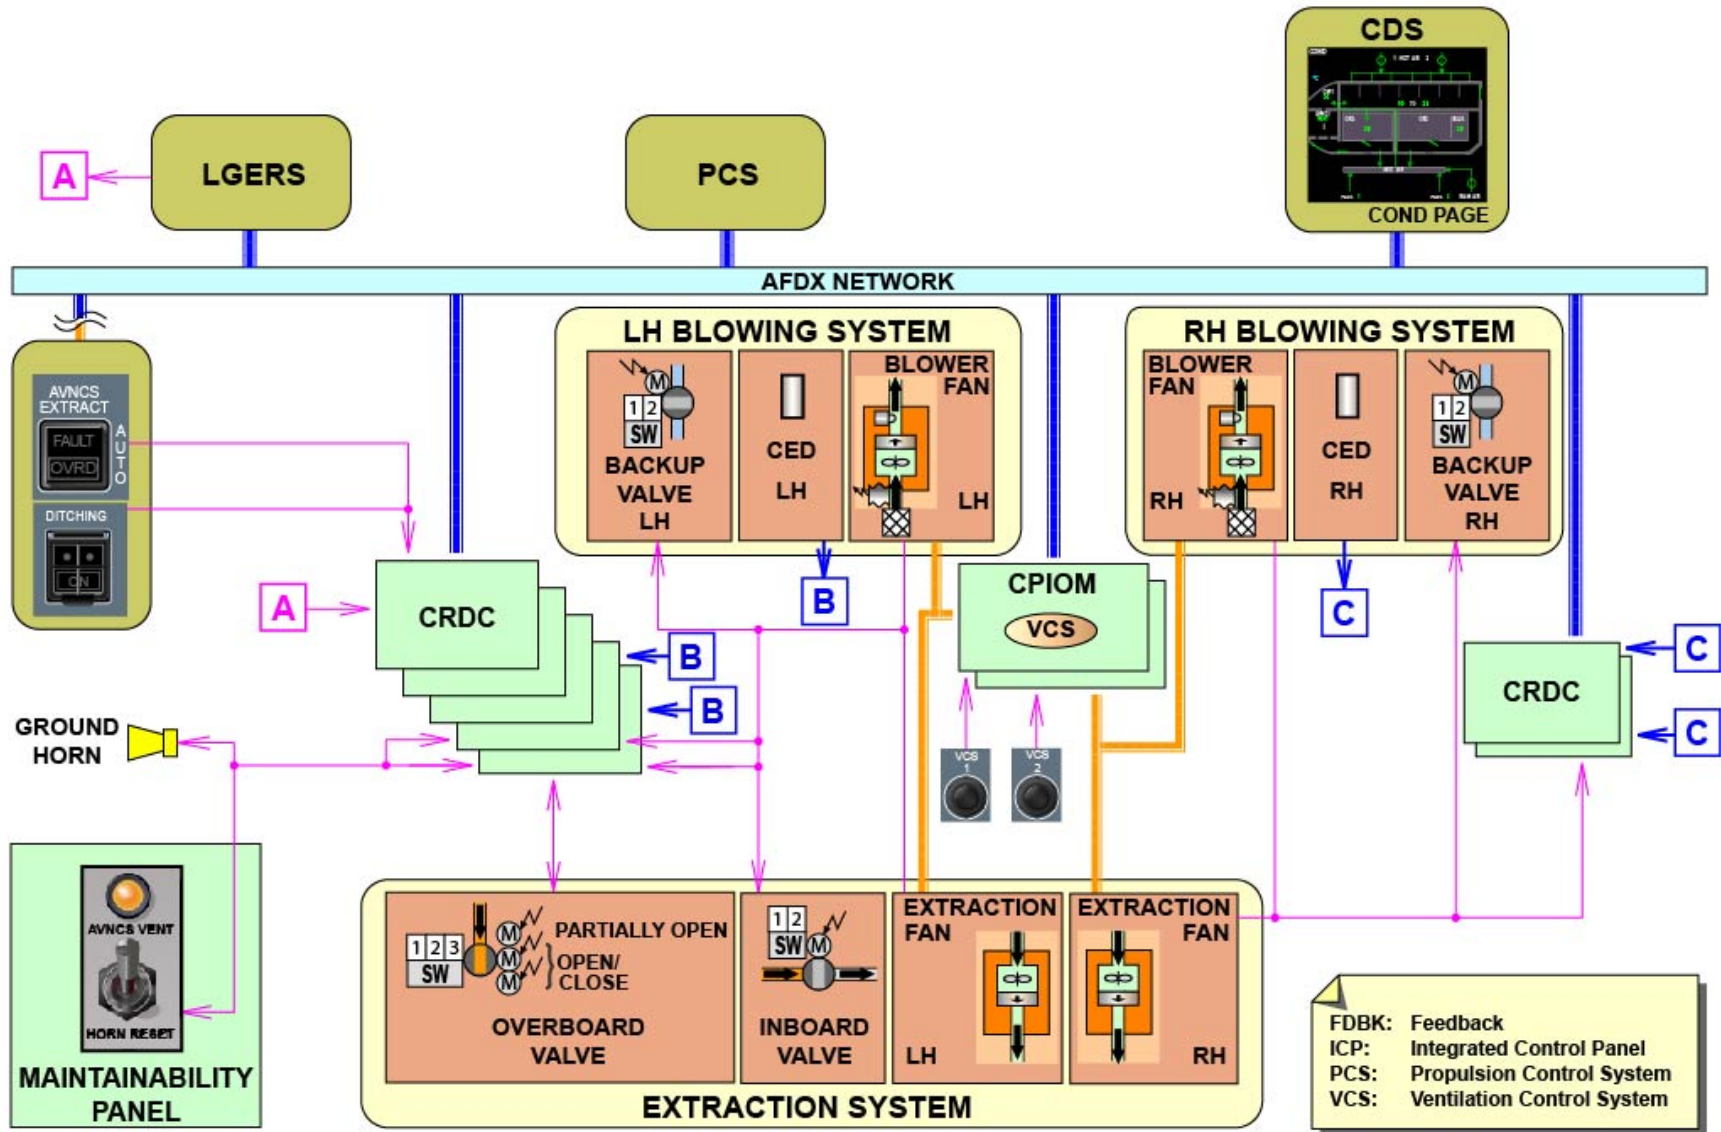 CDS
COND
1 HOT AIR 2
COND PAGE
LGERS
A
PCS
AFDX NETWORK
AVNCS
EXTRACT
FAULT
OVRD
AUTO
DITCHING
ON
LH BLOWING SYSTEM
M
1 2
SW
BACKUP
VALVE
LH
CED
LH
BLOWER
FAN
LH
RH BLOWING SYSTEM
BLOWER
FAN
RH
CED
RH
M
1 2
SW
BACKUP
VALVE
RH
A
CRDC
B
B
B
CPIOM
VCS
C
CRDC
C
C
GROUND
HORN
VCS
1
VCS
2
AVNCS VENT
HORN RESET
MAINTAINABILITY
PANEL
1 2 3
SW
M
M
M
PARTIALLY OPEN
OPEN/
CLOSE
OVERBOARD
VALVE
1 2
SW
M
INBOARD
VALVE
EXTRACTION
FAN
LH
EXTRACTION
FAN
RH
EXTRACTION SYSTEM
FDBK: Feedback
ICP: Integrated Control Panel
PCS: Propulsion Control System
VCS: Ventilation Control System